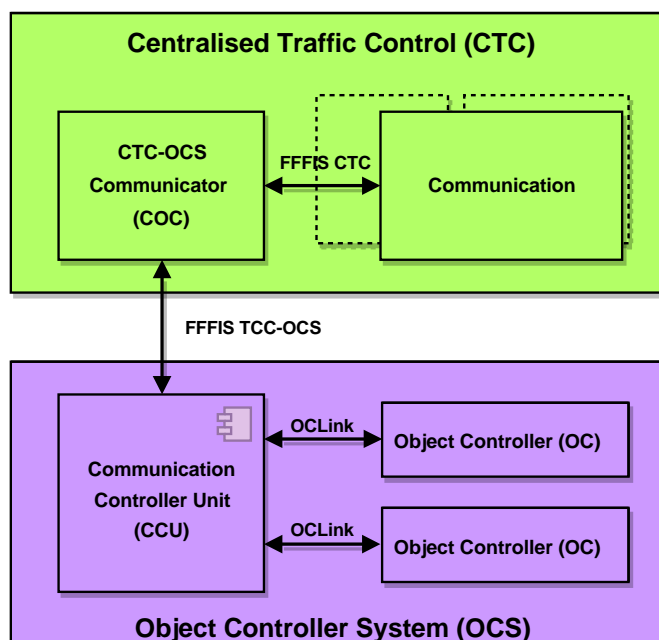 Centralised Traffic Control (CTC)
CTC-OCS
Communicator
(COC)
FFFIS CTC
Communication
FFFIS TCC-OCS
Communication
Controller Unit
(CCU)
OCLink
Object Controller (OC)
OCLink
Object Controller (OC)
Object Controller System (OCS)